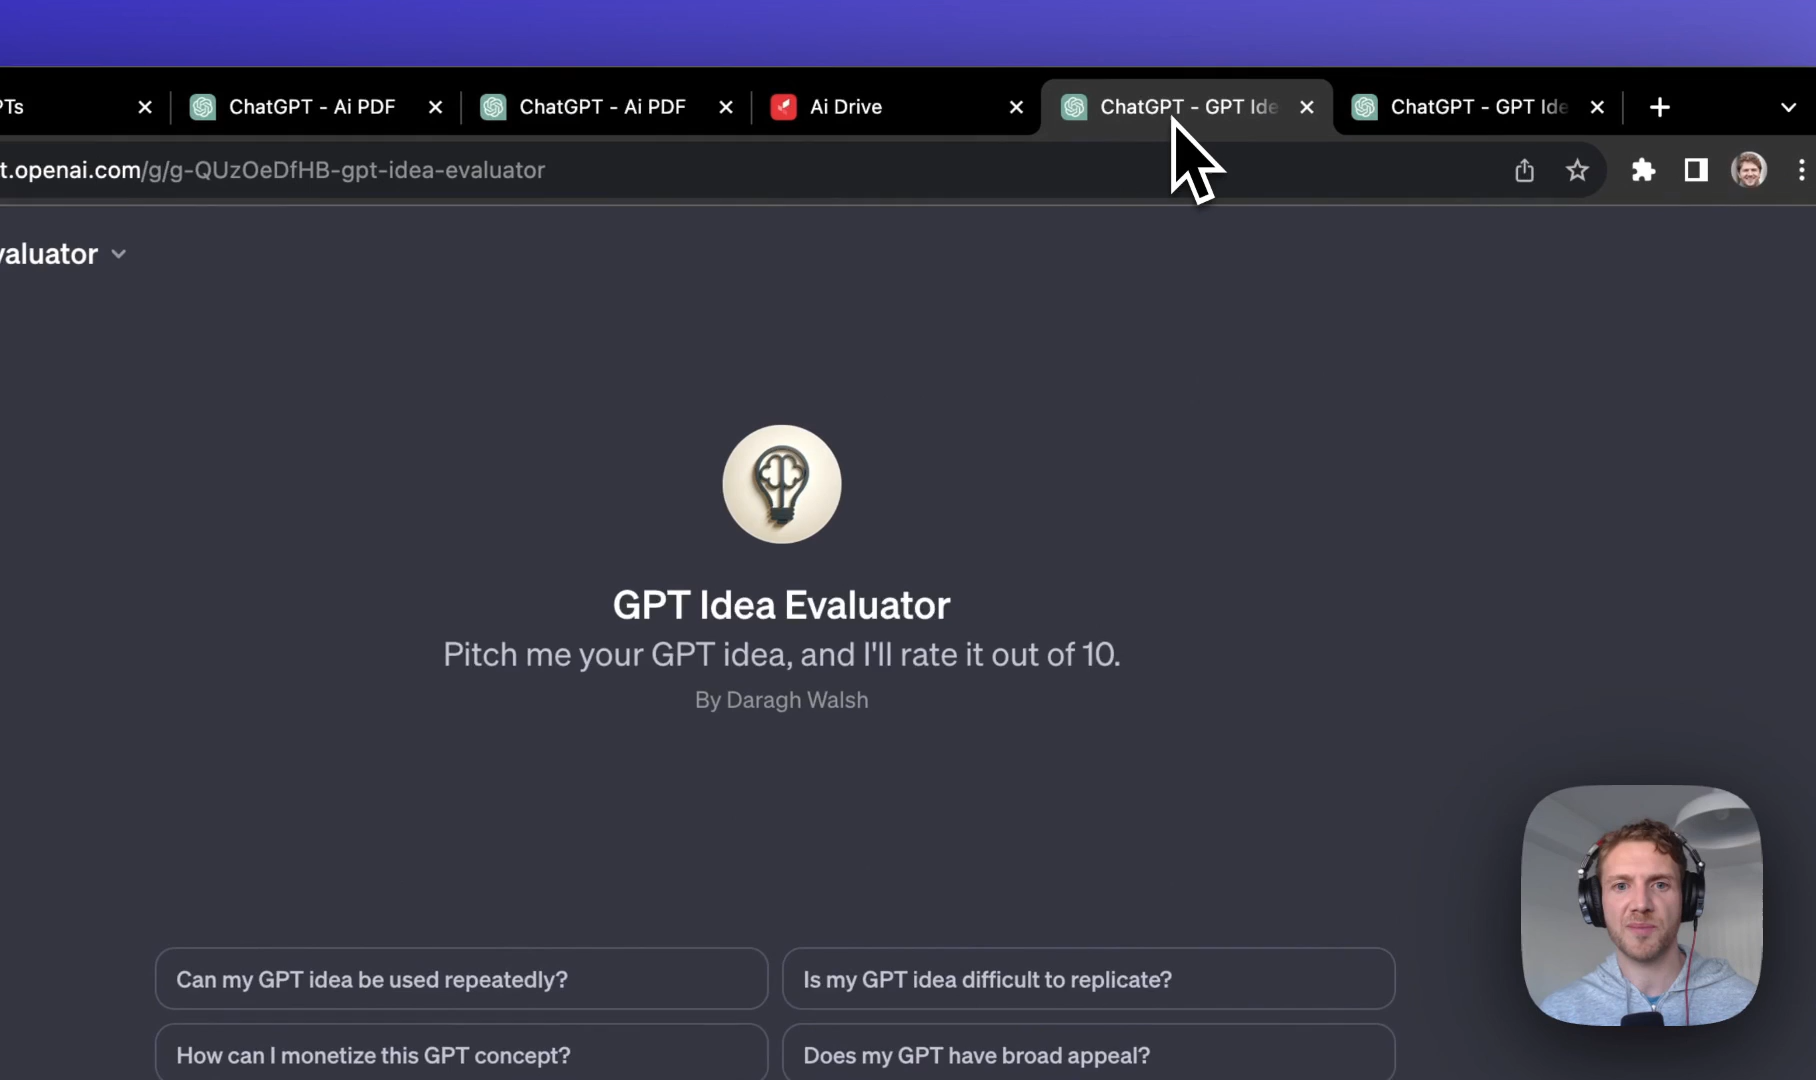 PTs
ChatGPT - Ai PDF
ChatGPT - Ai PDF
Ai Drive
ChatGPT - GPT Ide
ChatGPT - GPT Ide
t.openai.com/g/g-QUzOeDfHB-gpt-idea-evaluator
valuator
GPT Idea Evaluator
Pitch me your GPT idea, and I'll rate it out of 10.
By Daragh Walsh
Can my GPT idea be used repeatedly?
Is my GPT idea difficult to replicate?
How can I monetize this GPT concept?
Does my GPT have broad appeal?